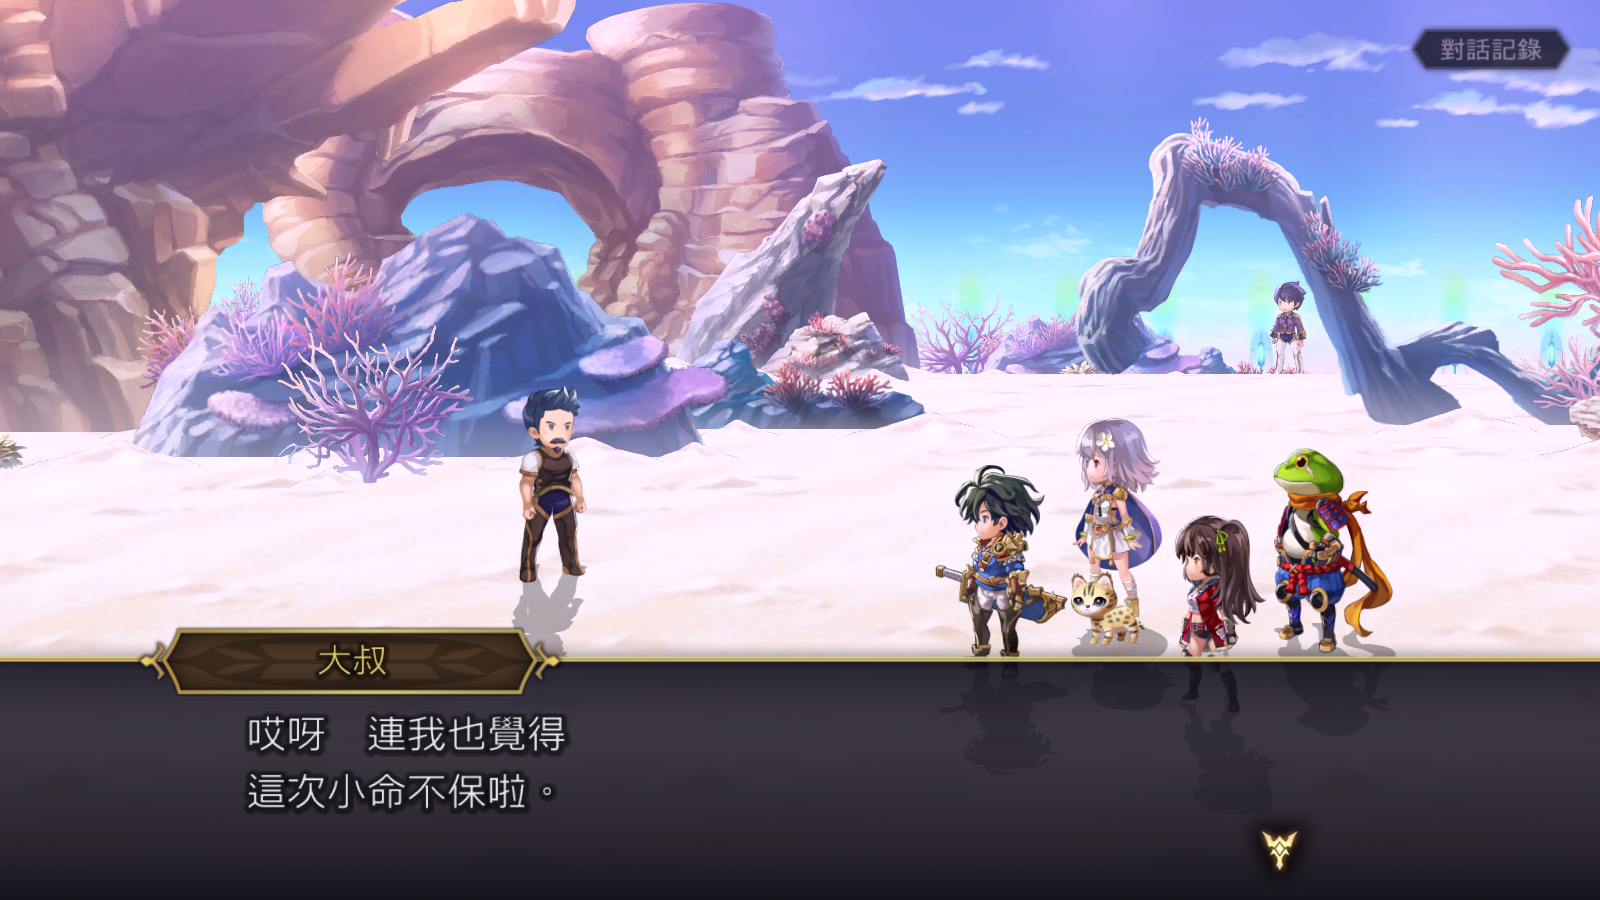 對話記錄
大叔
哎呀　連我也覺得
這次小命不保啦。